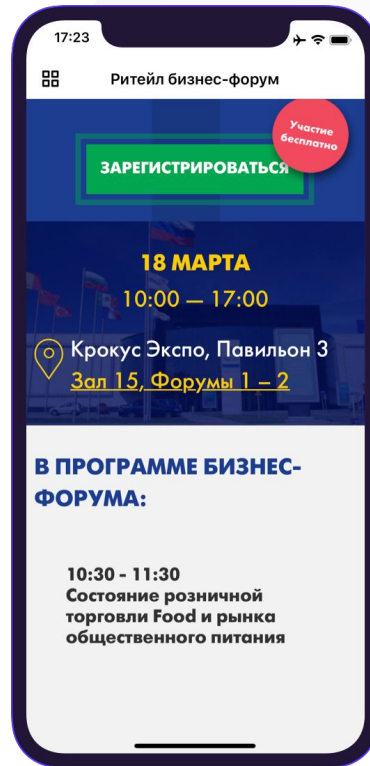 17:23
Ритейл бизнес-форум
Участие
бесплатно
ЗАРЕГИСТРИРОВАТЬСЯ
18 МАРТА
10:00 — 17:00
Крокус Экспо, Павильон 3
Зал 15, Форумы 1 – 2
В ПРОГРАММЕ БИЗНЕС-
ФОРУМА:
10:30 - 11:30
Состояние розничной
торговли Food и рынка
общественного питания